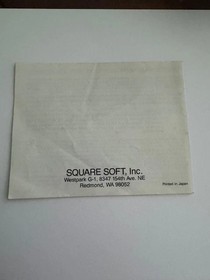 SQUARE SOFT, Inc.
Westpark G-1, 8347 154th Ave. NE
Redmond, WA 98052
Printed in Japan